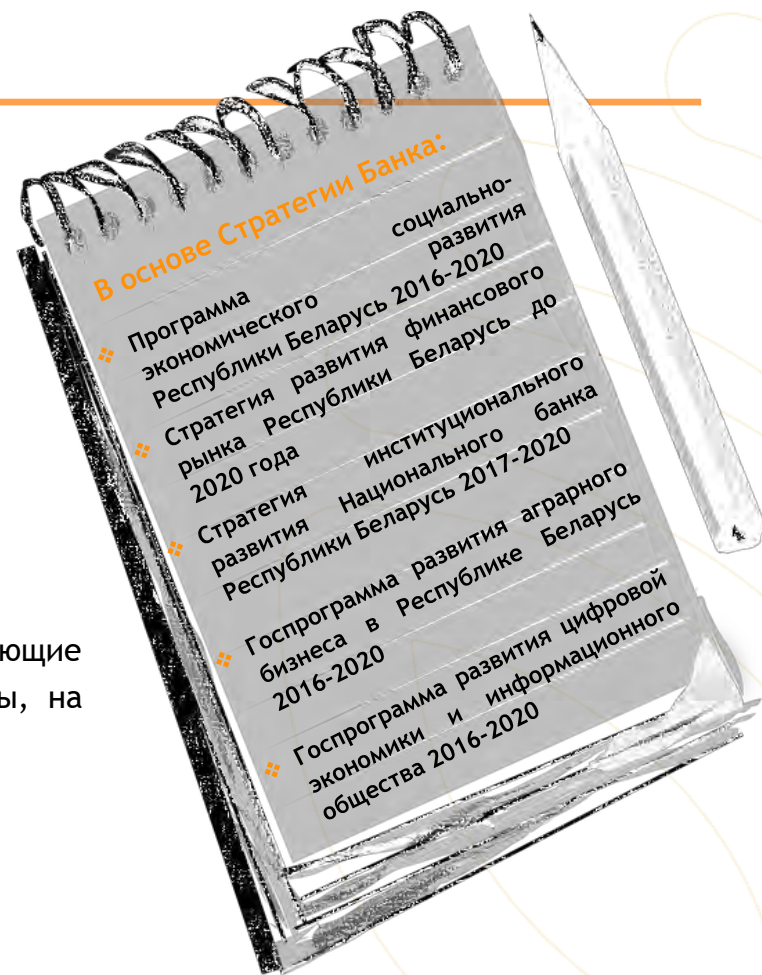 В основе Стратегии Банка:
Программа социально-
экономического развития
Республики Беларусь 2016-2020
Стратегия развития финансового
рынка Республики Беларусь до
2020 года
Стратегия институционального
развития Национального банка
Республики Беларусь 2017-2020
Госпрограмма развития аграрного
бизнеса в Республике Беларусь
2016-2020
Госпрограмма развития цифровой
экономики и информационного
общества 2016-2020
ющие
ы, на